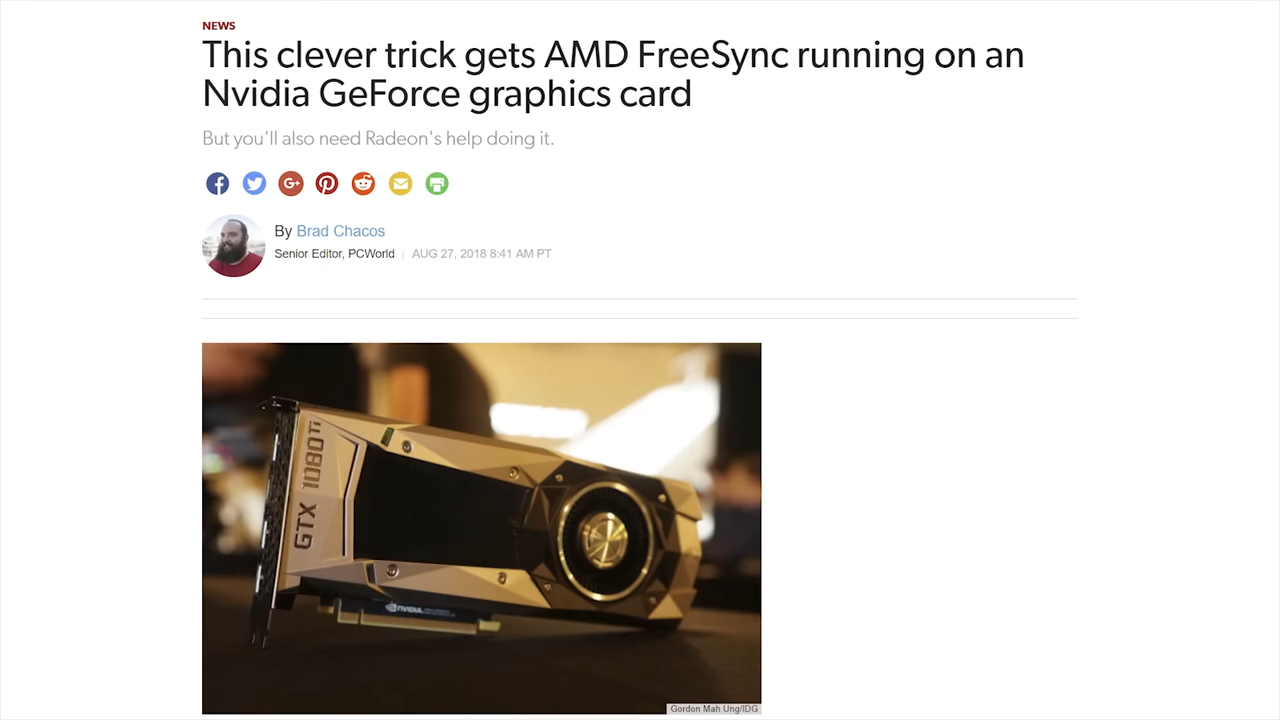 NEWS
This clever trick gets AMD FreeSync running on an
Nvidia GeForce graphics card
But you'll also need Radeon's help doing it.
G+
By Brad Chacos
Senior Editor, PCWorld | AUG 27, 2018 8:41 AM PT
GTX 1080 Ti
NVIDIA
Gordon Mah Ung/IDG